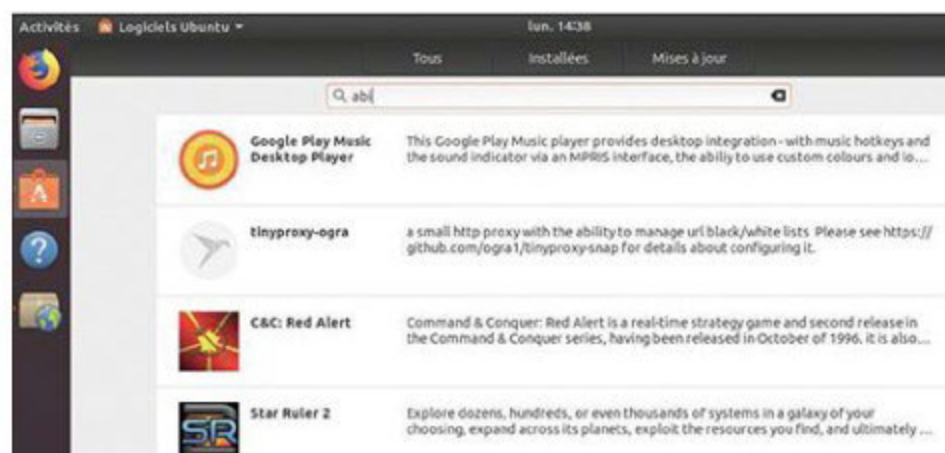 Activités Logiciels Ubuntu lun. 14:38
Tous Installées Mises à jour
abi
Google Play Music
Desktop Player
This Google Play Music player provides desktop integration - with music hotkeys and
the sound indicator via an MPRIS interface, the abiliy to use custom colours and lo...
tinyproxy-ogra
a small http proxy with the ability to manage url black/white lists Please see https://
github.com/ogra1/tinyproxy-snap for details about configuring it.
C&C: Red Alert
Command & Conquer: Red Alert is a real-time strategy game and second release in
the Command & Conquer series, having been released in October of 1996. it is also...
Star Ruler 2
Explore dozens, hundreds, or even thousands of systems in a galaxy of your
choosing, expand across its planets, exploit the resources you find, and ultimately ...
SR